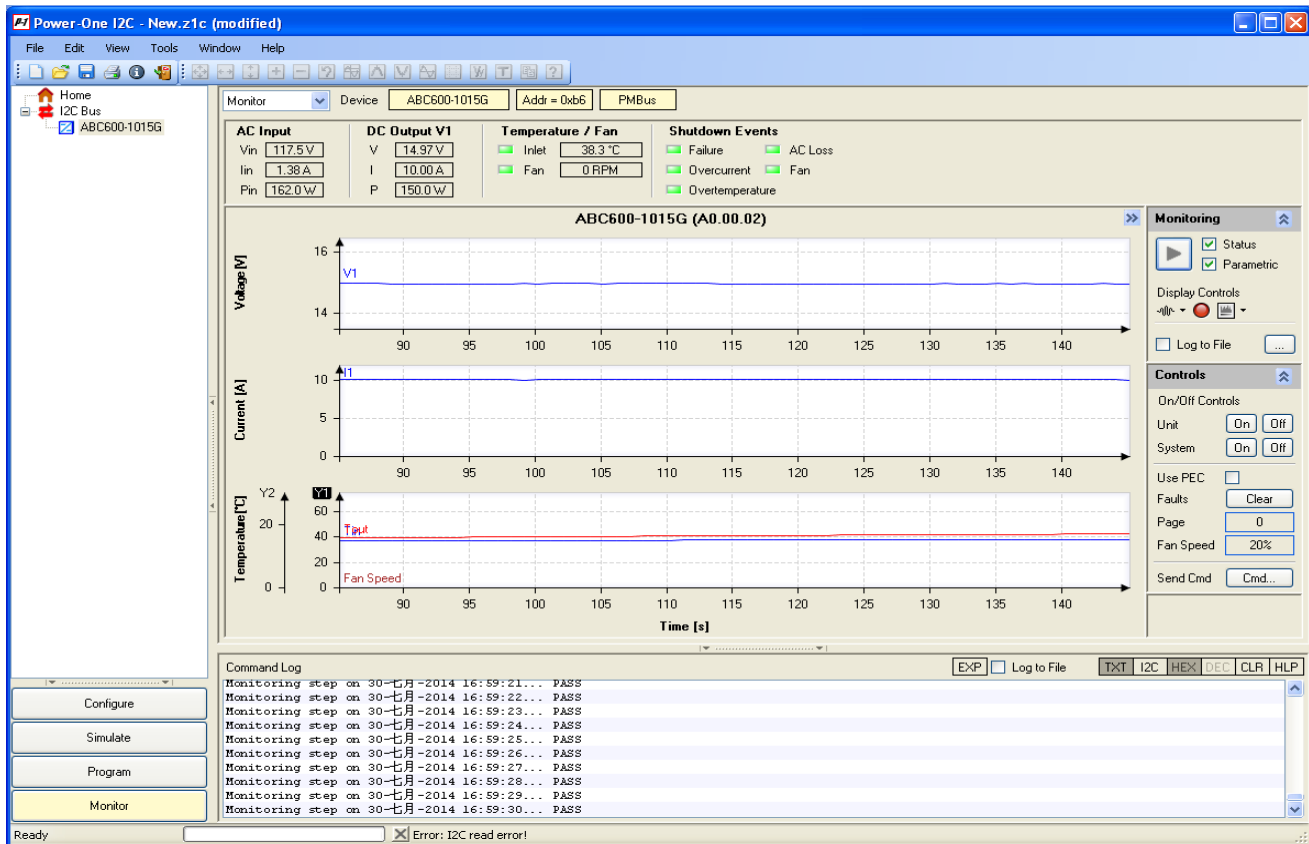 Power-One I2C - New.z1c (modified)
File Edit View Tools Window Help
Home
I2C Bus
ABC600-1015G
Monitor Device ABC600-1015G Addr = 0xb6 PMBus
AC Input DC Output V1 Temperature / Fan Shutdown Events
Vin 117.5 V V 14.97 V Inlet 38.3 °C Failure AC Loss
Iin 1.38 A I 10.00 A Fan 0 RPM Overcurrent Fan
Pin 162.0 W P 150.0 W Overtemperature
ABC600-1015G (A0.00.02)
Voltage [V]
16
V1
14
90 95 100 105 110 115 120 125 130 135 140
Current [A]
10
I1
5
0
90 95 100 105 110 115 120 125 130 135 140
Temperature [°C]
Y2 Y1
60
20 40
20
Fan Speed
0 0
90 95 100 105 110 115 120 125 130 135 140
Time [s]
Monitoring
Status
Parametric
Display Controls
Log to File ...
Controls
On/Off Controls
Unit On Off
System On Off
Use PEC
Faults Clear
Page 0
Fan Speed 20%
Send Cmd Cmd...
Command Log EXP Log to File TXT I2C HEX DEC CLR HLP
Monitoring step on 30-七月-2014 16:59:21... PASS
Monitoring step on 30-七月-2014 16:59:22... PASS
Monitoring step on 30-七月-2014 16:59:23... PASS
Monitoring step on 30-七月-2014 16:59:24... PASS
Monitoring step on 30-七月-2014 16:59:25... PASS
Monitoring step on 30-七月-2014 16:59:26... PASS
Monitoring step on 30-七月-2014 16:59:27... PASS
Monitoring step on 30-七月-2014 16:59:28... PASS
Monitoring step on 30-七月-2014 16:59:29... PASS
Monitoring step on 30-七月-2014 16:59:30... PASS
Configure
Simulate
Program
Monitor
Ready Error: I2C read error!